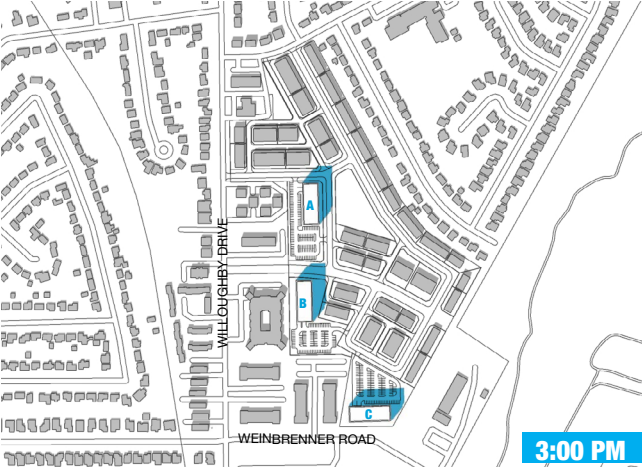 A
WILLOUGHBY DRIVE
B
C
WEINBRENNER ROAD
3:00 PM